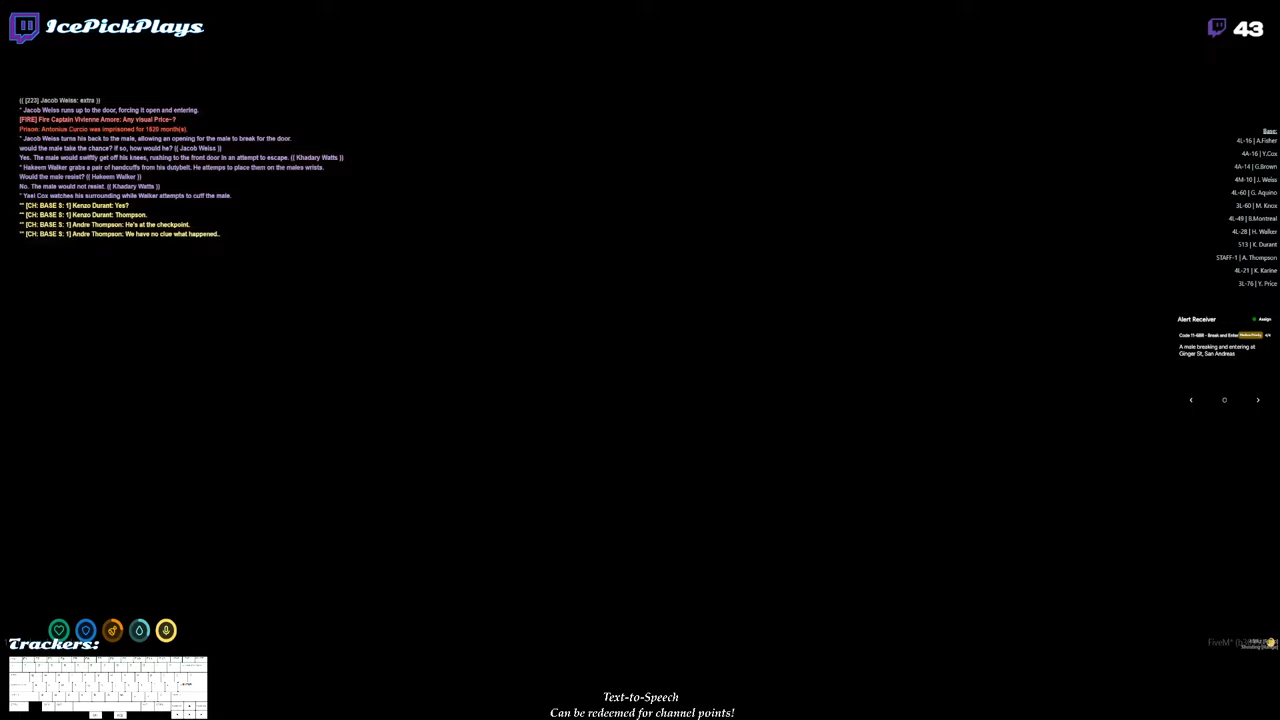 IcePickPlays
43
(( [223] Jacob Weiss: extra ))
* Jacob Weiss runs up to the door, forcing it open and entering.
[FIRE] Fire Captain Vivienne Amore: Any visual Price~?
Prison: Antonius Curcio was imprisoned for 1620 month(s).
* Jacob Weiss turns his back to the male, allowing an opening for the male to break for the door.
would the male take the chance? if so, how would he? (( Jacob Weiss ))
Yes. The male would swiftly get off his knees, rushing to the front door in an attempt to escape. (( Khadary Watts ))
* Hakeem Walker grabs a pair of handcuffs from his dutybelt. He attempts to place them on the males wrists.
Would the male resist? (( Hakeem Walker ))
No. The male would not resist. (( Khadary Watts ))
* Ysel Cox watches his surrounding while Walker attempts to cuff the male.
** [CH: BASE S: 1] Kenzo Durant: Yes?
** [CH: BASE S: 1] Kenzo Durant: Thompson.
** [CH: BASE S: 1] Andre Thompson: He's at the checkpoint.
** [CH: BASE S: 1] Andre Thompson: We have no clue what happened..
Base:
4L-16 | A.Fisher
4A-16 | Y.Cox
4A-14 | G.Brown
4M-10 | J. Weiss
4L-60 | G. Aquino
3L-60 | M. Knox
4L-49 | B.Montreal
4L-28 | H. Walker
513 | K. Durant
STAFF-1 | A. Thompson
4L-21 | K. Karine
3L-76 | Y. Price
Alert Receiver
Assign
Code 11-68R - Break and Enter
4/4
A male breaking and entering at
Ginger St, San Andreas
Trackers:
FiveM*
Text-to-Speech
Can be redeemed for channel points!